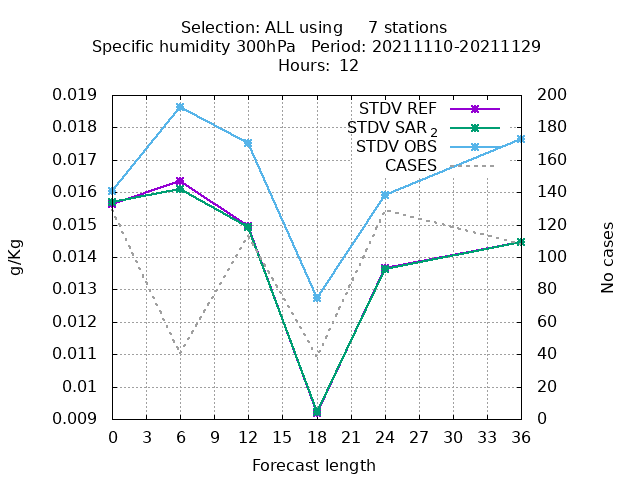 Selection: ALL using     7 stations
Specific humidity 300hPa   Period: 20211110-20211129
Hours: 12
0.019
0.018
0.017
0.016
0.015
0.014
0.013
0.012
0.011
0.01
0.009
g/Kg
STDV REF
STDV SAR 2
STDV OBS
CASES
200
180
160
140
120
100
80
60
40
20
0
No cases
0 3 6 9 12 15 18 21 24 27 30 33 36
Forecast length